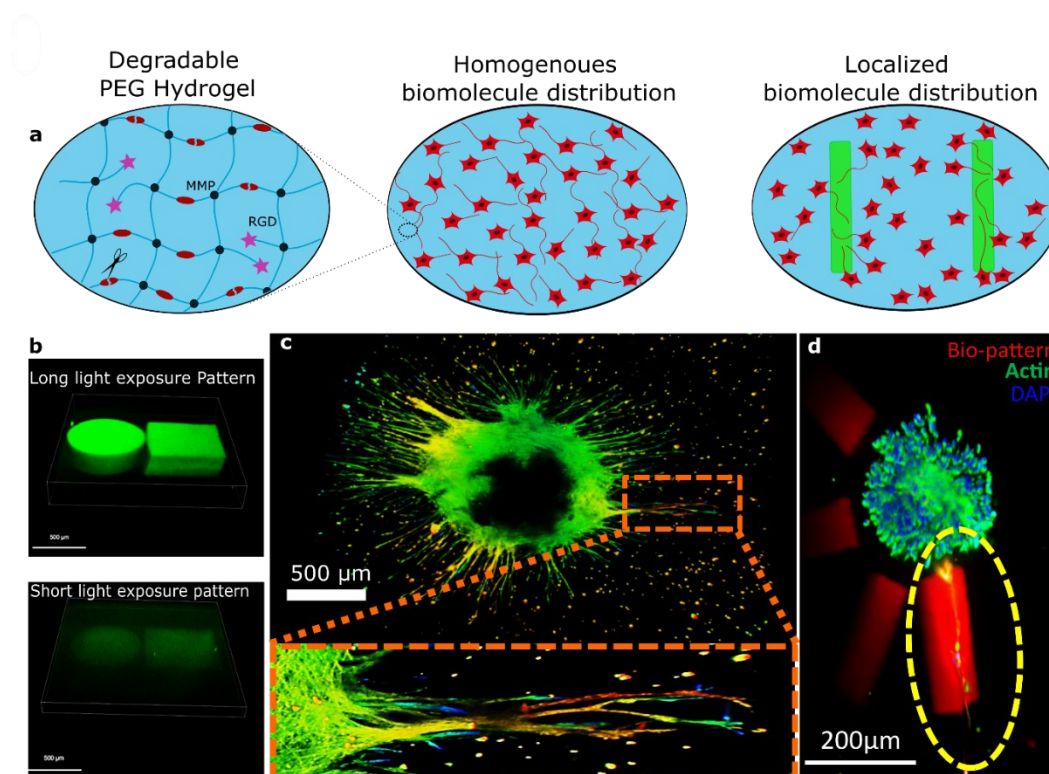 Degradable
PEG Hydrogel
Homogenoues
biomolecule distribution
Localized
biomolecule distribution
a
MMP
RGD
b
Long light exposure Pattern
500 µm
Short light exposure pattern
500 µm
c
500 µm
d
Bio-pattern
Actin
DAPI
200µm